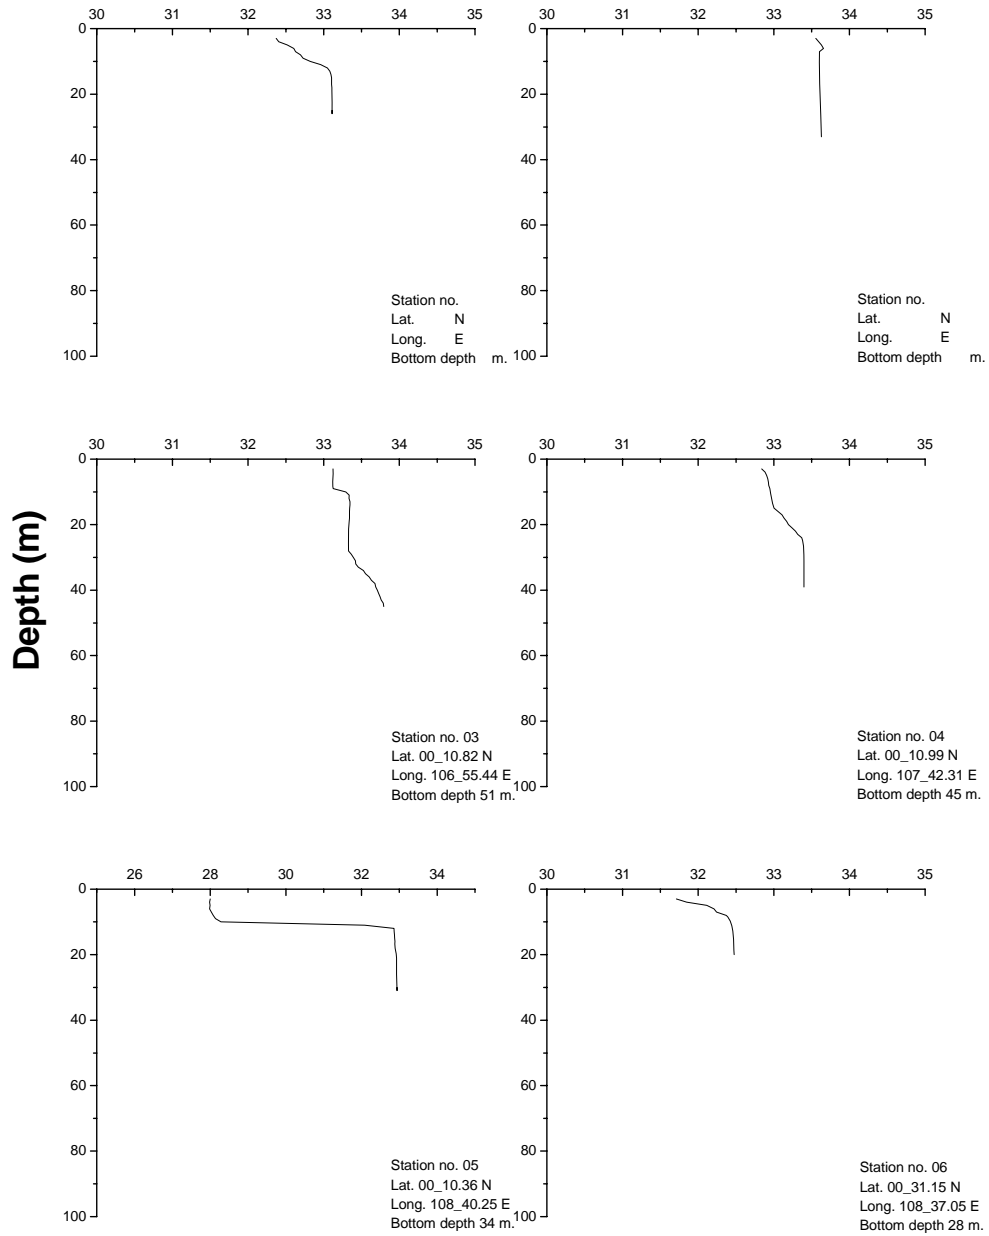 30 31 32 33 34 35
0
20
40
60
80
100
Station no.
Lat. N
Long. E
Bottom depth m.
30 31 32 33 34 35
0
20
40
60
80
100
Station no.
Lat. N
Long. E
Bottom depth m.
Depth (m)
30 31 32 33 34 35
0
20
40
60
80
100
Station no. 03
Lat. 00_10.82 N
Long. 106_55.44 E
Bottom depth 51 m.
30 31 32 33 34 35
0
20
40
60
80
100
Station no. 04
Lat. 00_10.99 N
Long. 107_42.31 E
Bottom depth 45 m.
26 28 30 32 34
0
20
40
60
80
100
Station no. 05
Lat. 00_10.36 N
Long. 108_40.25 E
Bottom depth 34 m.
30 31 32 33 34 35
0
20
40
60
80
100
Station no. 06
Lat. 00_31.15 N
Long. 108_37.05 E
Bottom depth 28 m.